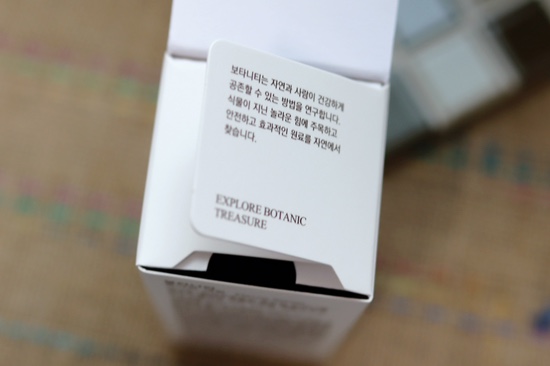 보타니티는 자연과 사람이 건강하게
공존할 수 있는 방법을 연구합니다.
식물이 지닌 놀라운 힘에 주목하고
안전하고 효과적인 원료를 자연에서
찾습니다.
EXPLORE BOTANIC
TREASURE